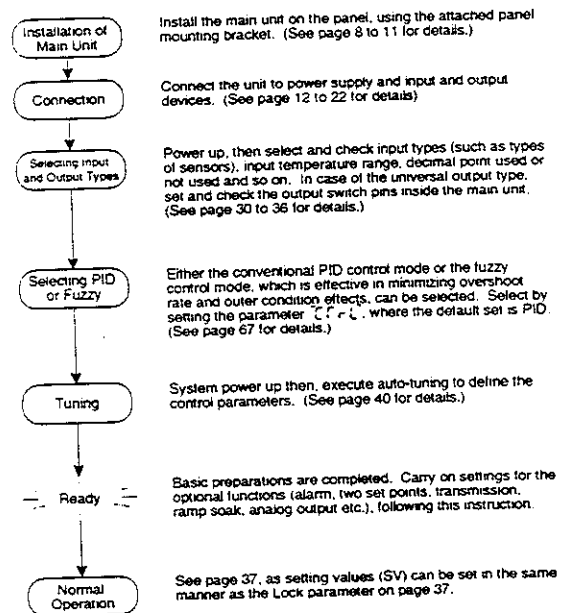 Installation of
Main Unit
Install the main unit on the panel, using the attached panel
mounting bracket. (See page 8 to 11 for details.)
Connection
Connect the unit to power supply and input and output
devices. (See page 12 to 22 for details)
Selecting Input
and Output Types
Power up, then select and check input types (such as types
of sensors), input temperature range, decimal point used or
not used and so on. In case of the universal output type,
set and check the output switch pins inside the main unit.
(See page 30 to 36 for details.)
Selecting PID
or Fuzzy
Either the conventional PID control mode or the fuzzy
control mode, which is effective in minimizing overshoot
rate and outer condition effects, can be selected. Select by
setting the parameter , where the default set is PID.
(See page 67 for details.)
Tuning
System power up then, execute auto-tuning to define the
control parameters. (See page 40 for details.)
Ready
Basic preparations are completed. Carry on settings for the
optional functions (alarm, two set points, transmission,
ramp soak, analog output etc.), following this instruction.
Normal
Operation
See page 37, as setting values (SV) can be set in the same
manner as the Lock parameter on page 37.